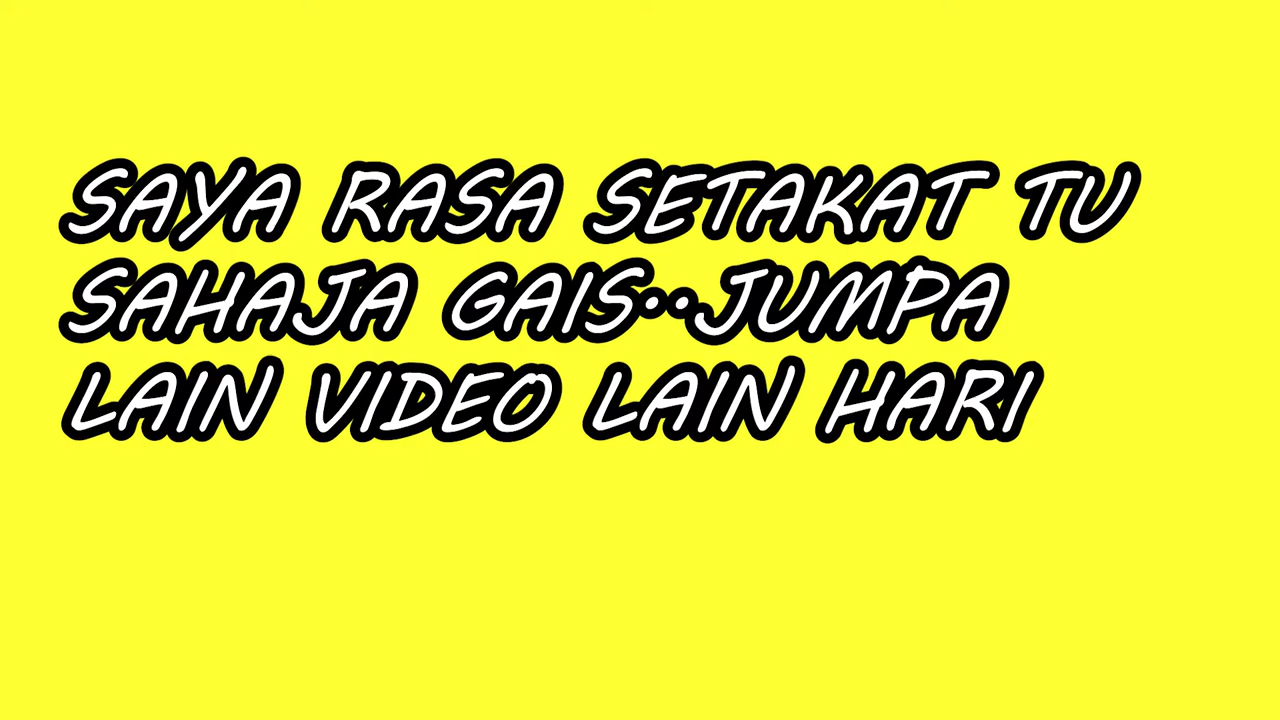 SAYA RASA SETAKAT TU
SAHAJA GAIS..JUMPA
LAIN VIDEO LAIN HARI